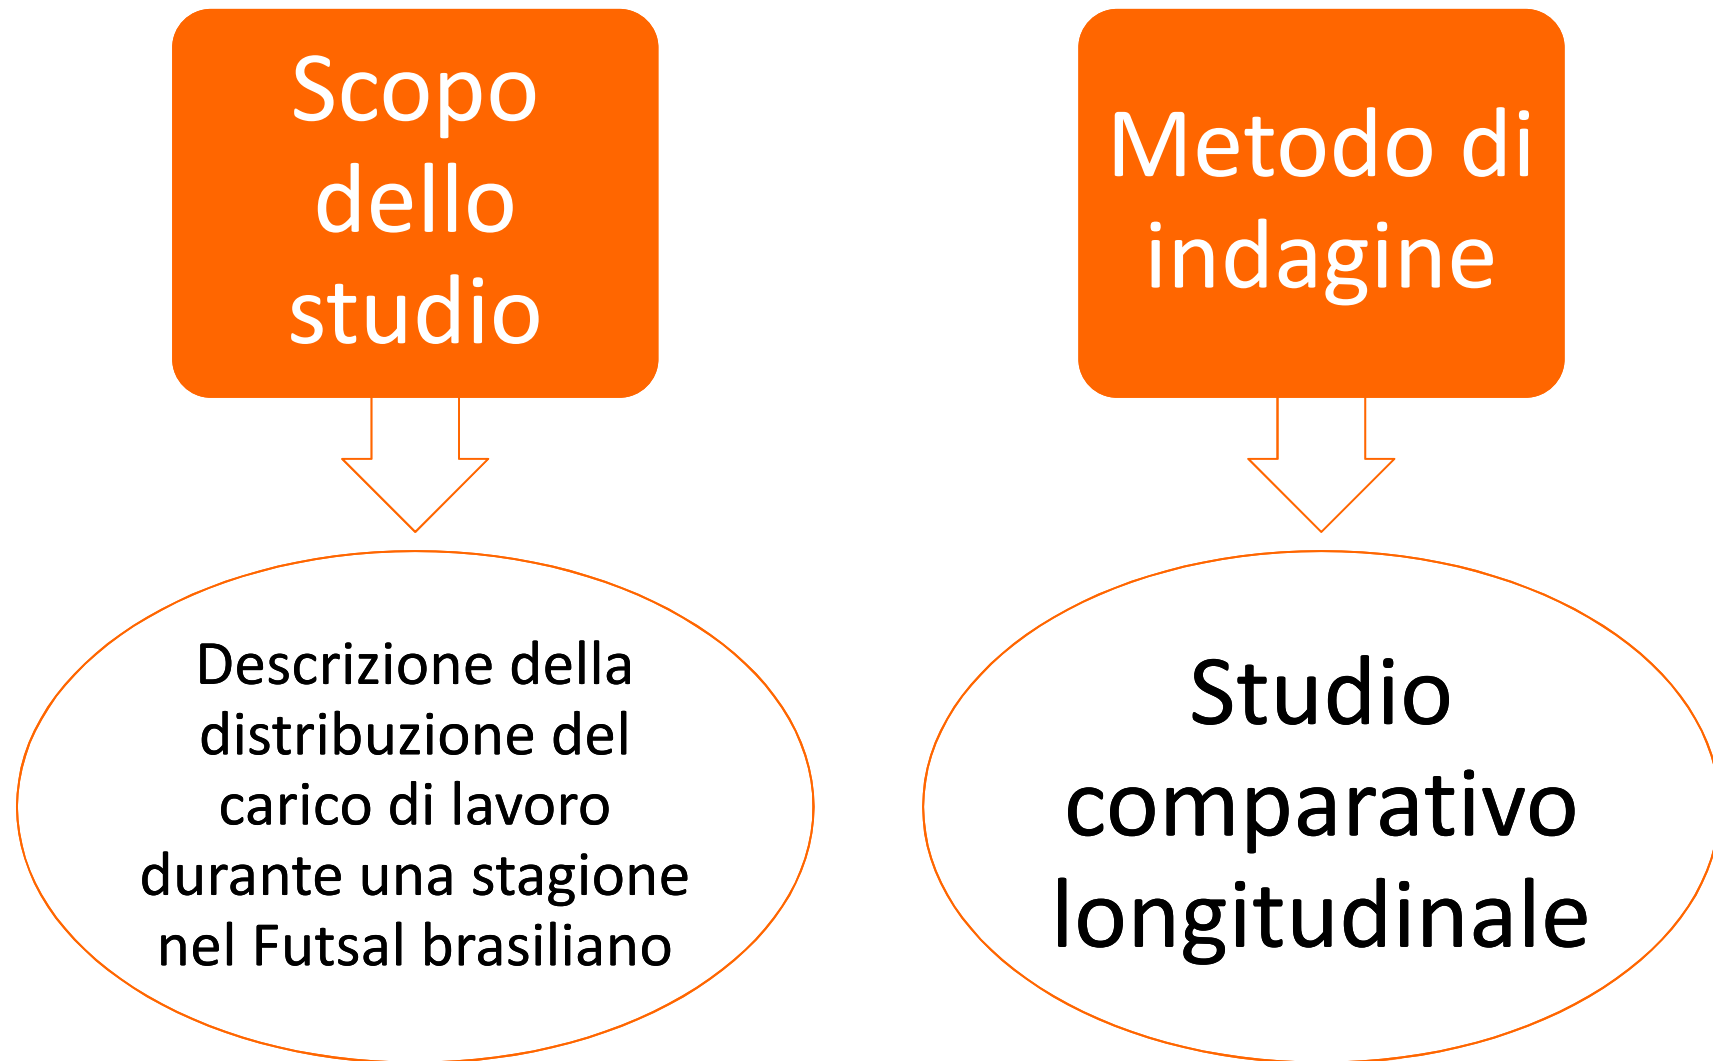 Scopo
dello
studio
Descrizione della
distribuzione del
carico di lavoro
durante una stagione
nel Futsal brasiliano
Metodo di
indagine
Studio
comparativo
longitudinale